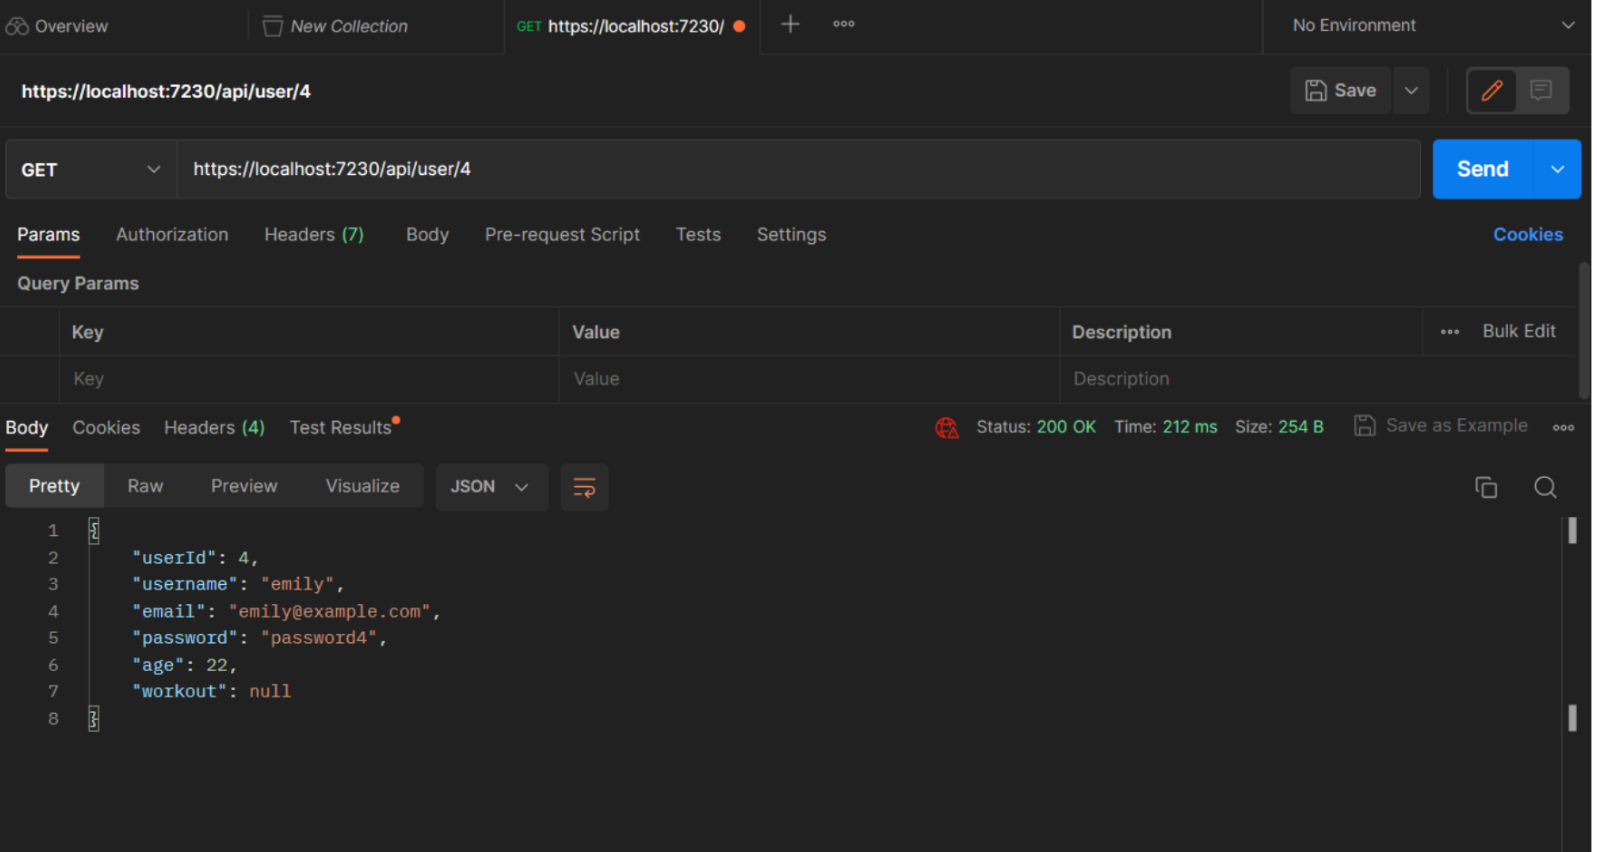 Overview New Collection GET https://localhost:7230/ No Environment
https://localhost:7230/api/user/4 Save
GET https://localhost:7230/api/user/4 Send
Params Authorization Headers (7) Body Pre-request Script Tests Settings Cookies
Query Params
Key Value Description Bulk Edit
Key Value Description
Body Cookies Headers (4) Test Results Status: 200 OK Time: 212 ms Size: 254 B Save as Example
Pretty Raw Preview Visualize JSON
1 {
2 "userId": 4,
3 "username": "emily",
4 "email": "emily@example.com",
5 "password": "password4",
6 "age": 22,
7 "workout": null
8 }